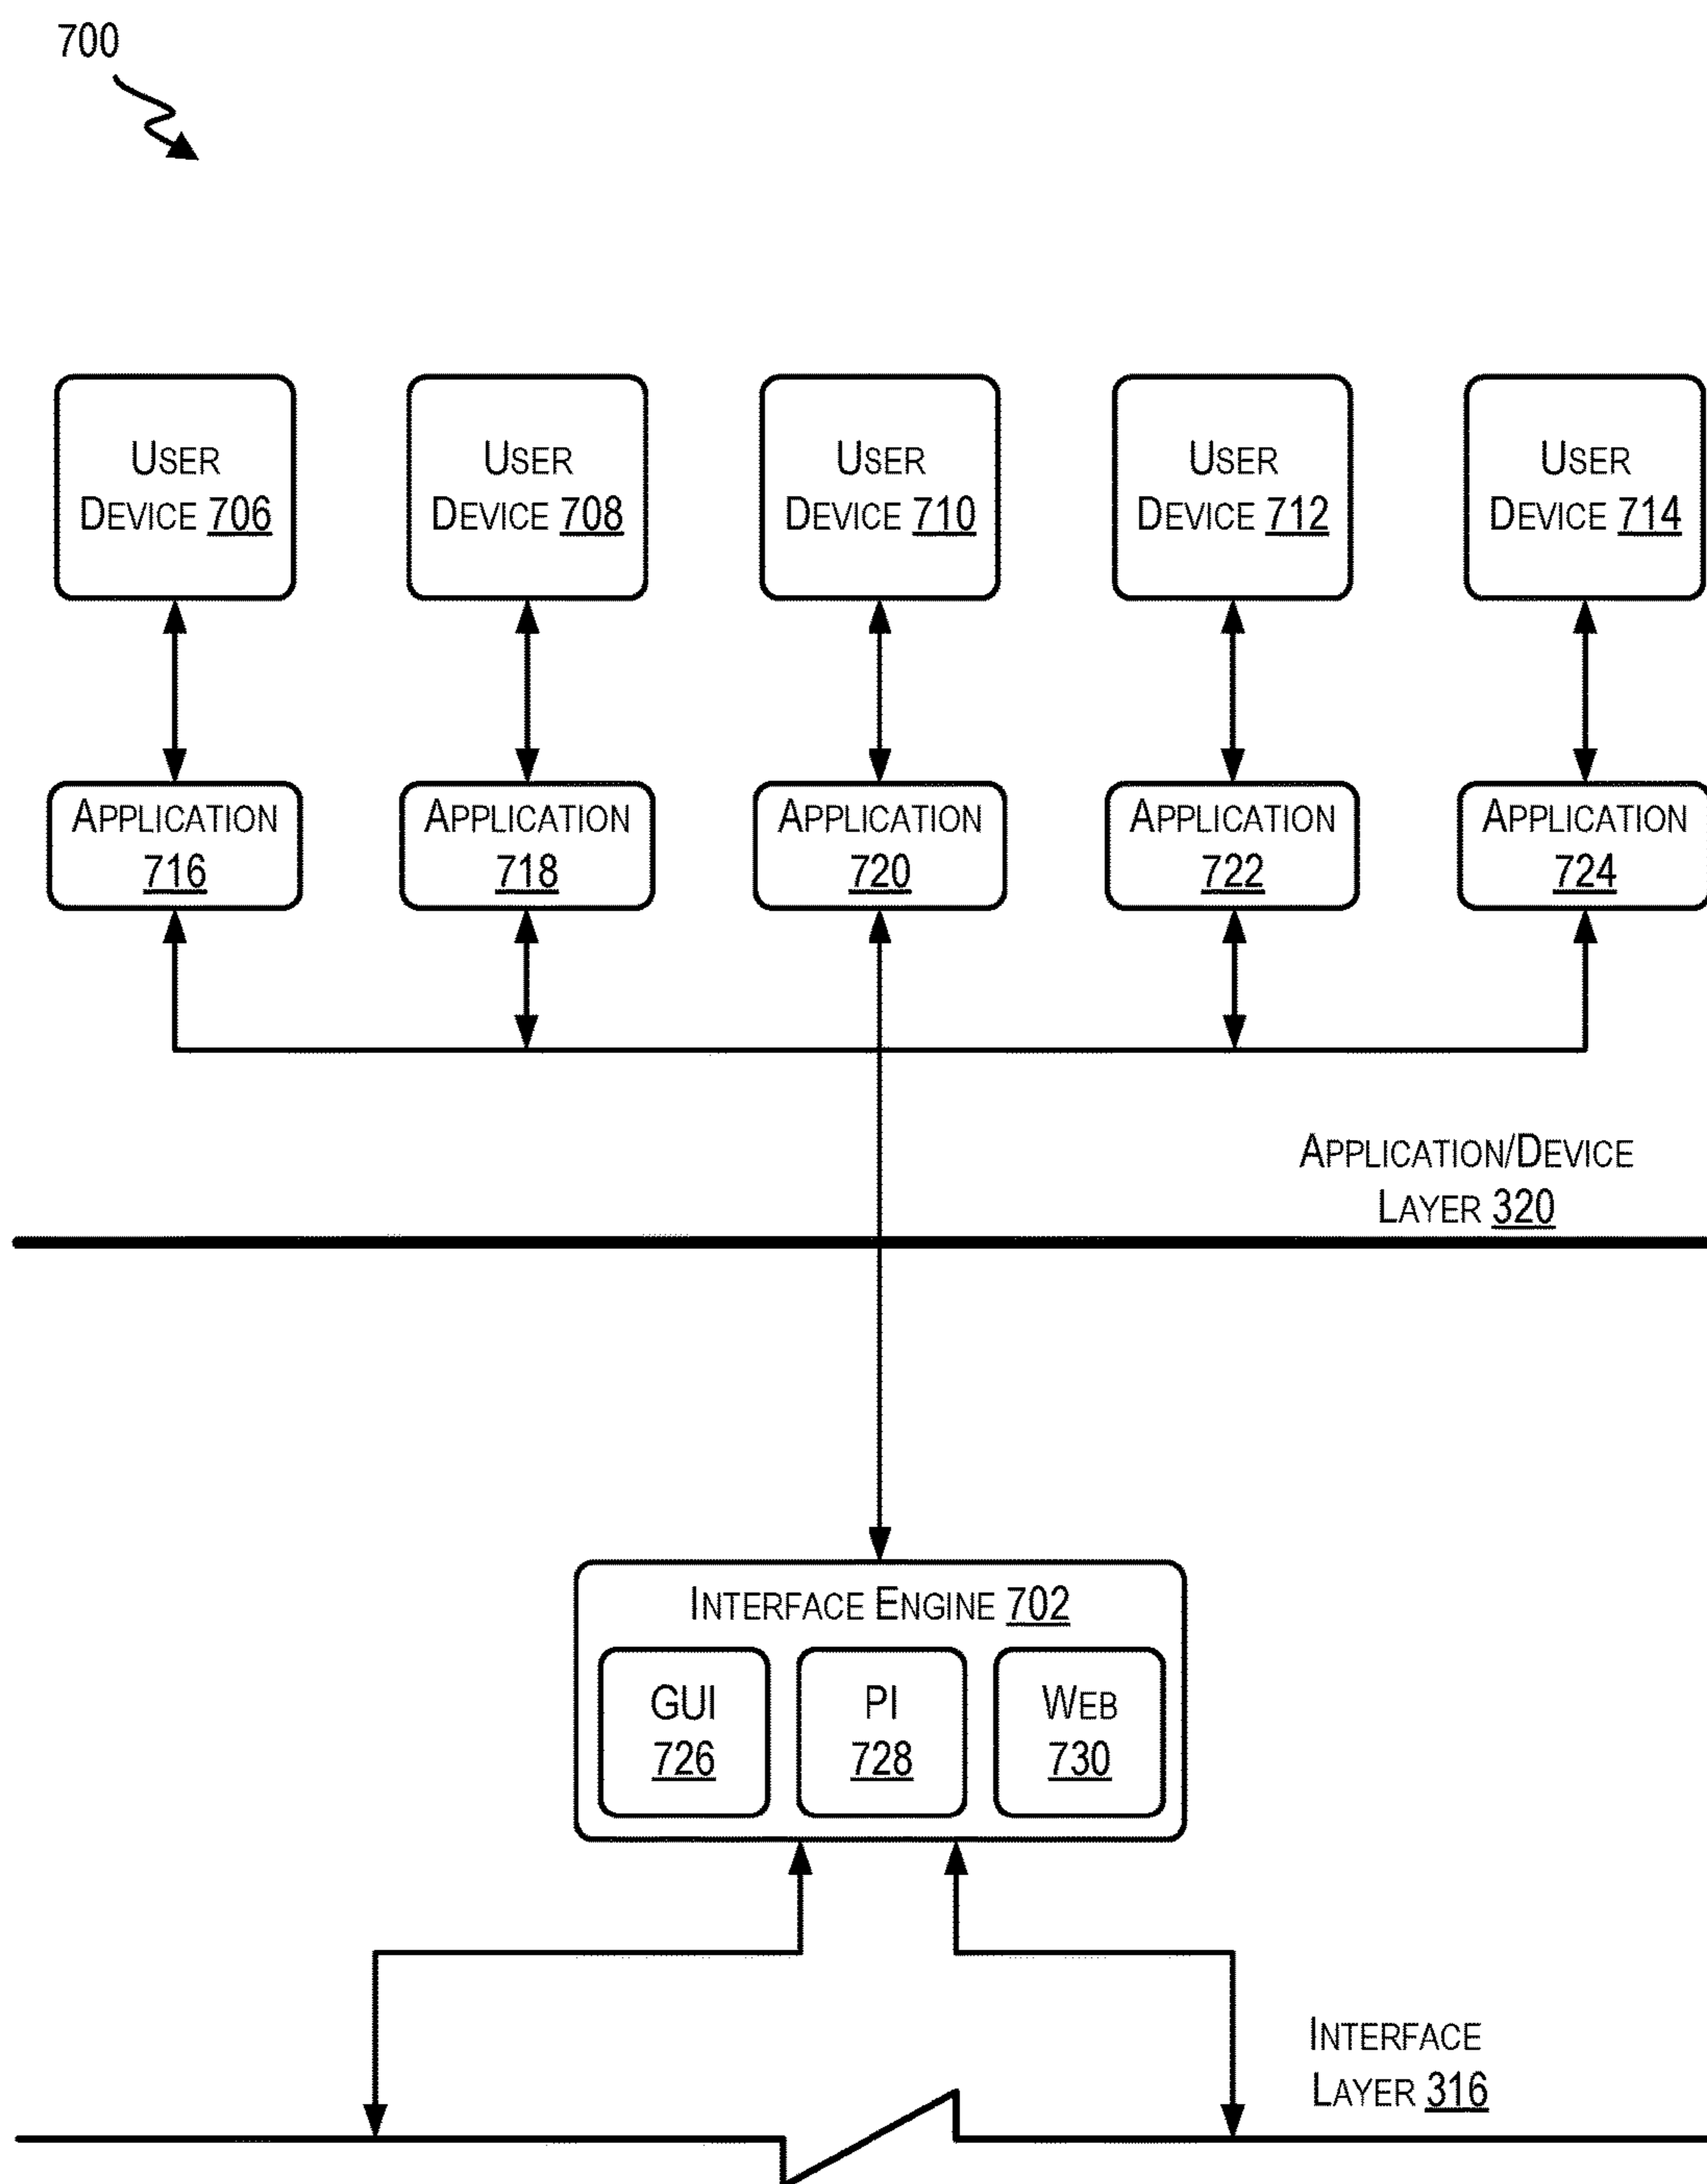 700
USER
DEVICE 706
USER
DEVICE 708
USER
DEVICE 710
USER
DEVICE 712
USER
DEVICE 714
APPLICATION
716
APPLICATION
718
APPLICATION
720
APPLICATION
722
APPLICATION
724
APPLICATION/DEVICE
LAYER 320
INTERFACE ENGINE 702
GUI
726
PI
728
WEB
730
INTERFACE
LAYER 316